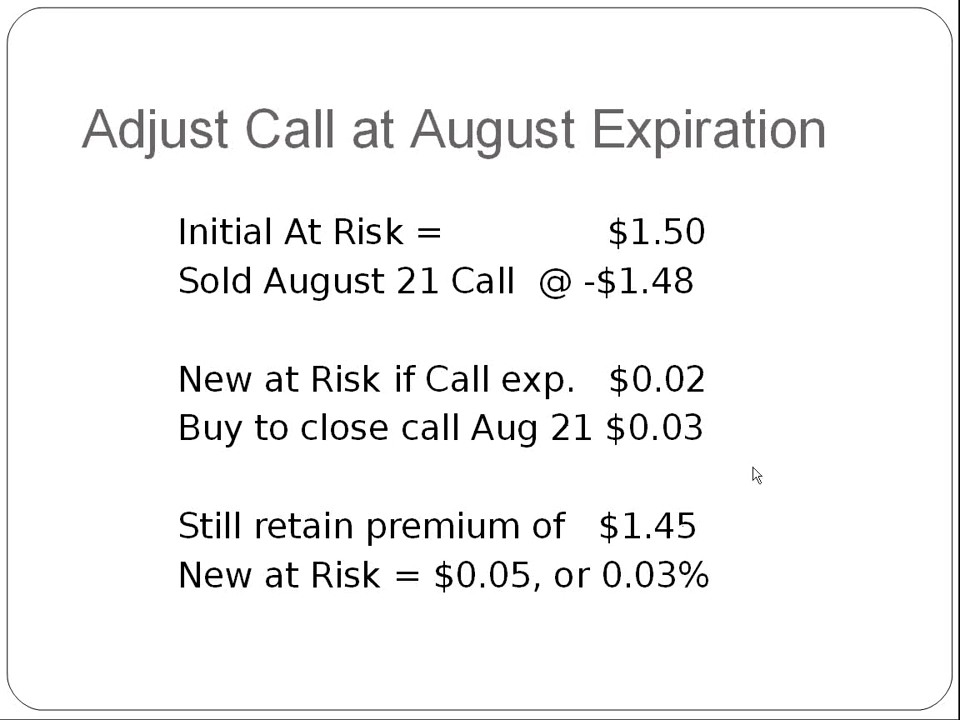 Adjust Call at August Expiration
Initial At Risk = $1.50
Sold August 21 Call @ -$1.48
New at Risk if Call exp. $0.02
Buy to close call Aug 21 $0.03
Still retain premium of $1.45
New at Risk = $0.05, or 0.03%